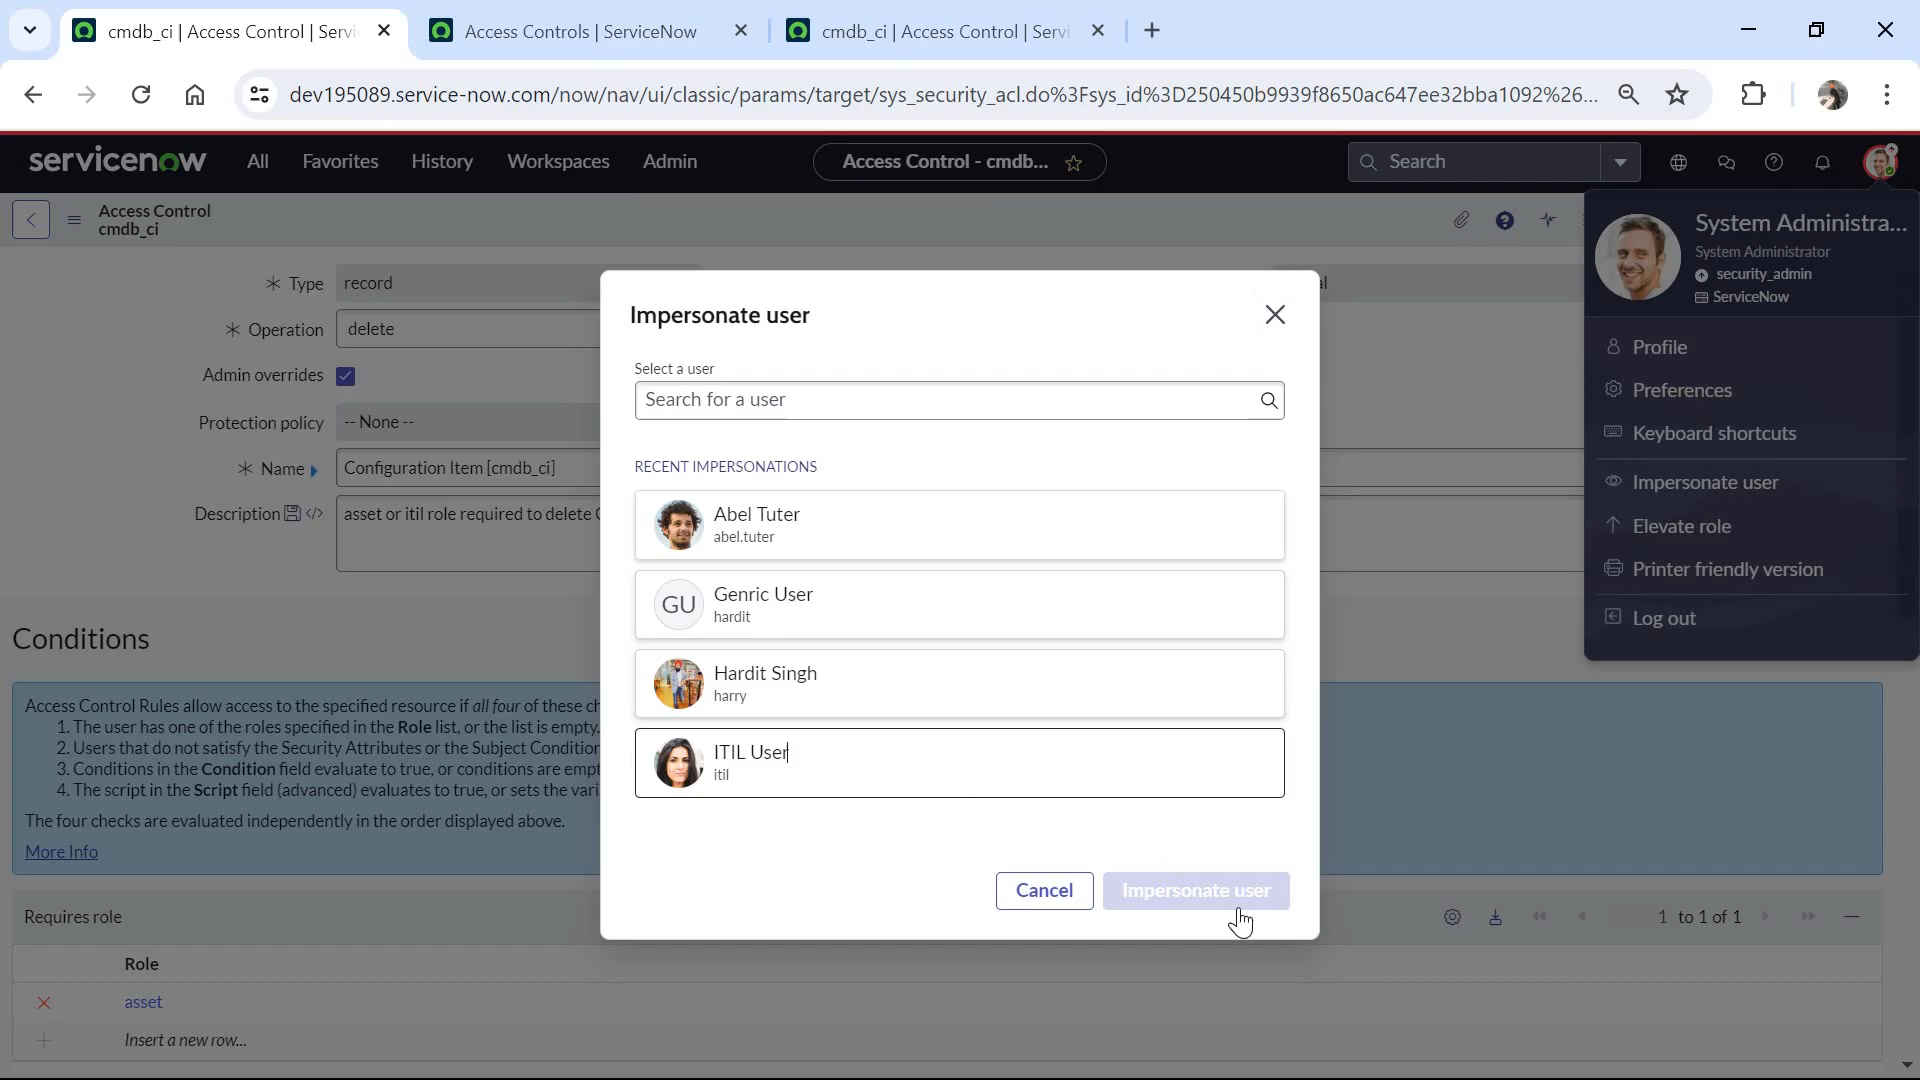 cmdb_ci | Access Control | Servi
Access Controls | ServiceNow
cmdb_ci | Access Control | Servi
dev195089.service-now.com/now/nav/ui/classic/params/target/sys_security_acl.do%3Fsys_id%3D250450b9939f8650ac647ee32bba1092%26...
servicenow
All
Favorites
History
Workspaces
Admin
Access Control - cmdb...
Search
Access Control
cmdb_ci
System Administra...
System Administrator
security_admin
ServiceNow
Profile
Preferences
Keyboard shortcuts
Impersonate user
Elevate role
Printer friendly version
Log out
Type
record
Operation
delete
Admin overrides
Protection policy
-- None --
Name
Configuration Item [cmdb_ci]
Description
asset or itil role required to delete
Impersonate user
Select a user
Search for a user
RECENT IMPERSONATIONS
Abel Tuter
abel.tuter
GU
Genric User
hardit
Hardit Singh
harry
ITIL User
itil
Cancel
Impersonate user
Conditions
Access Control Rules allow access to the specified resource if all four of these ch
1. The user has one of the roles specified in the Role list, or the list is empty.
2. Users that do not satisfy the Security Attributes or the Subject Condition
3. Conditions in the Condition field evaluate to true, or conditions are empt
4. The script in the Script field (advanced) evaluates to true, or sets the vari
The four checks are evaluated independently in the order displayed above.
More Info
Requires role
1 to 1 of 1
Role
asset
Insert a new row...